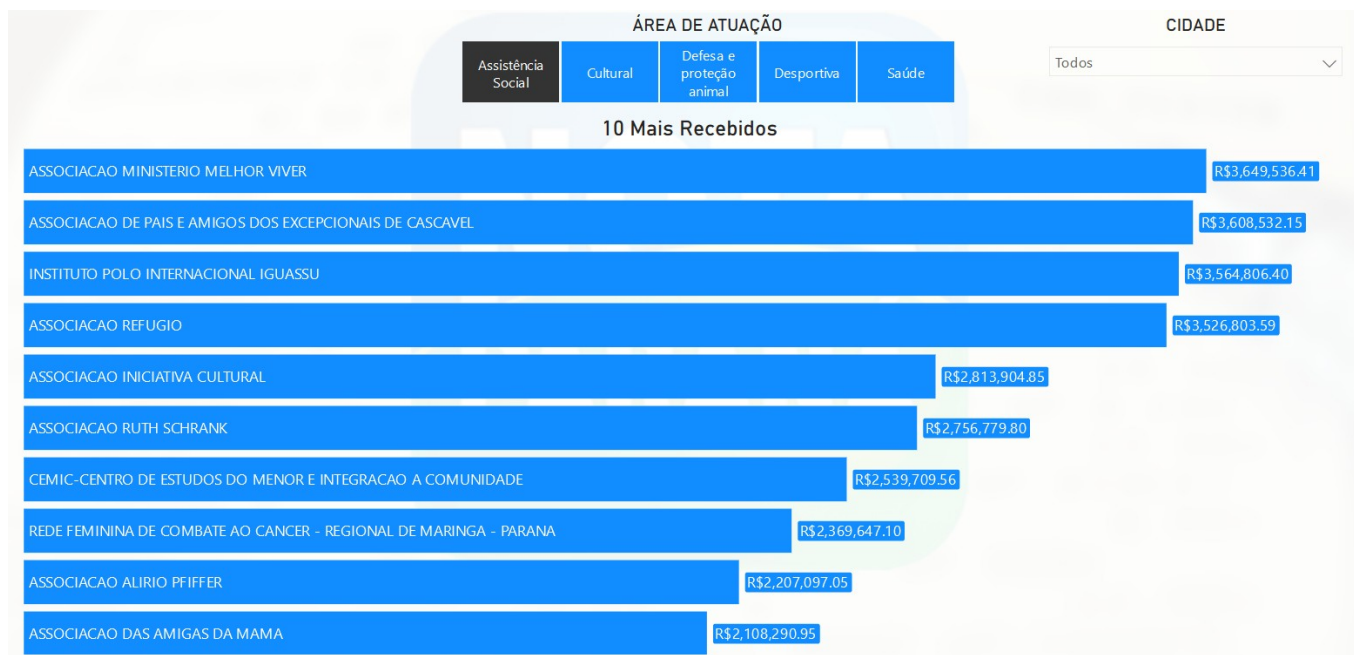 ÁREA DE ATUAÇÃO
CIDADE
Assistência
Social
Cultural
Defesa e
proteção
animal
Desportiva
Saúde
Todos
10 Mais Recebidos
ASSOCIACAO MINISTERIO MELHOR VIVER
R$3,649,536.41
ASSOCIACAO DE PAIS E AMIGOS DOS EXCEPCIONAIS DE CASCAVEL
R$3,608,532.15
INSTITUTO POLO INTERNACIONAL IGUASSU
R$3,564,806.40
ASSOCIACAO REFUGIO
R$3,526,803.59
ASSOCIACAO INICIATIVA CULTURAL
R$2,813,904.85
ASSOCIACAO RUTH SCHRANK
R$2,756,779.80
CEMIC-CENTRO DE ESTUDOS DO MENOR E INTEGRACAO A COMUNIDADE
R$2,539,709.56
REDE FEMININA DE COMBATE AO CANCER - REGIONAL DE MARINGA - PARANA
R$2,369,647.10
ASSOCIACAO ALIRIO PFIFFER
R$2,207,097.05
ASSOCIACAO DAS AMIGAS DA MAMA
R$2,108,290.95